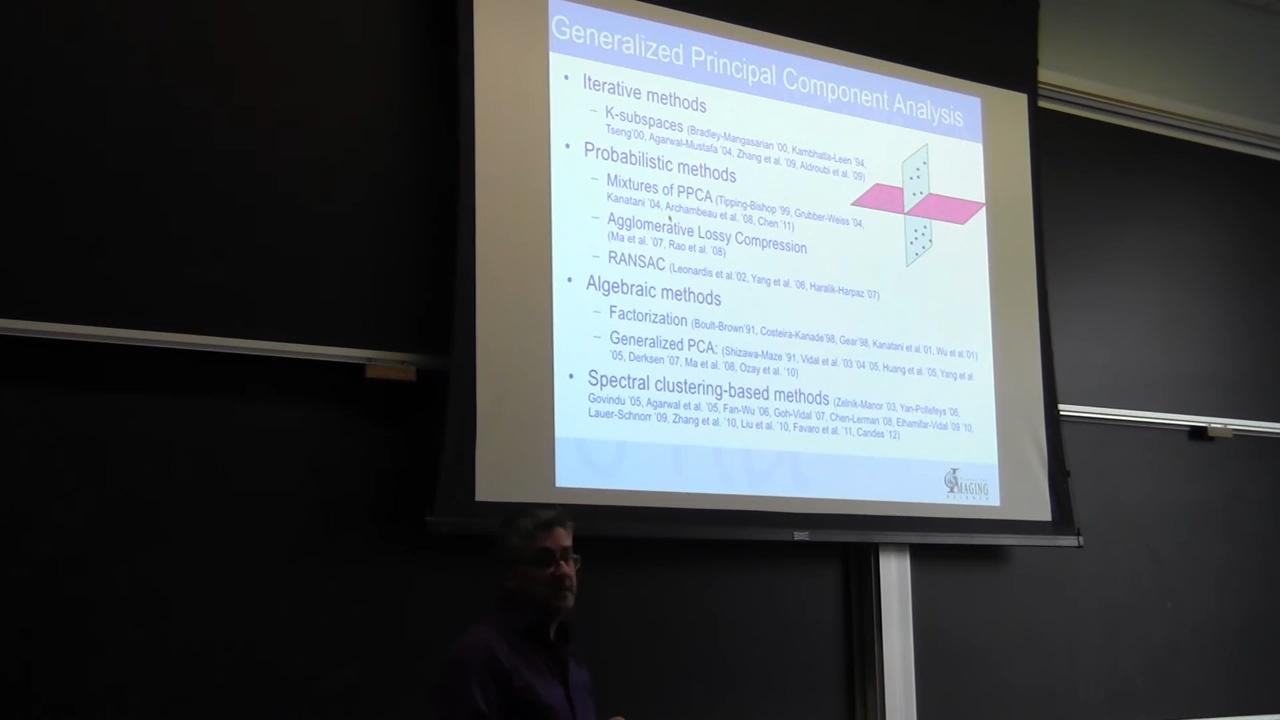 Generalized Principal Component Analysis
• Iterative methods
– K-subspaces (Bradley-Mangasarian '00, Kambhatla-Leen '94,
Tseng'00, Agarwal-Mustafa '04, Zhang et al. '09, Aldroubi et al. '09)
• Probabilistic methods
– Mixtures of PPCA (Tipping-Bishop '99, Grubber-Weiss '04,
Kanatani '04, Archambeau et al. '08, Chen '11)
– Agglomerative Lossy Compression
(Ma et al. '07, Rao et al. '08)
– RANSAC (Leonardis et al.'02, Yang et al. '06, Haralik-Harpaz '07)
• Algebraic methods
– Factorization (Boult-Brown'91, Costeira-Kanade'98, Gear'98, Kanatani et al.'01, Wu et al.'01)
– Generalized PCA: (Shizawa-Maze '91, Vidal et al. '03 '04 '05, Huang et al. '05, Yang et al.
'05, Derksen '07, Ma et al. '08, Ozay et al. '10)
• Spectral clustering-based methods (Zelnik-Manor '03, Yan-Pollefeys '06,
Govindu '05, Agarwal et al. '05, Fan-Wu '06, Goh-Vidal '07, Chen-Lerman '08, Elhamifar-Vidal '09 '10,
Lauer-Schnorr '09, Zhang et al. '10, Liu et al. '10, Favaro et al. '11, Candes '12)
IMAGING
SCIENCE